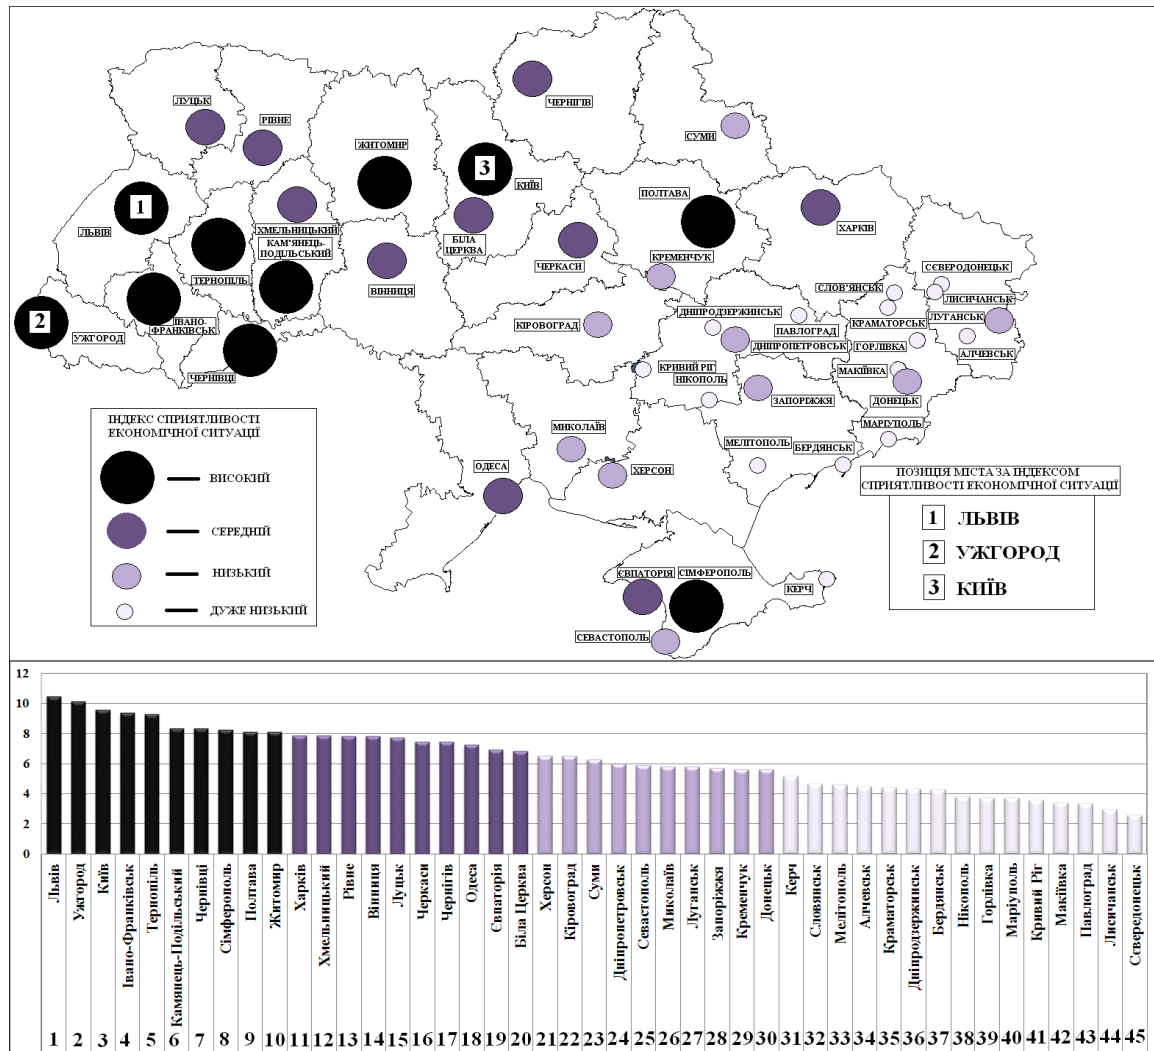 ЧЕРНІГІВ
ЛУЦЬК
РІВНЕ
СУМИ
ЖИТОМИР
3
КИЇВ
ПОЛТАВА
1
ЛЬВІВ
ХМЕЛЬНИЦЬКИЙ
КАМ'ЯНЕЦЬ-
ПОДІЛЬСЬКИЙ
БІЛА
ЦЕРКВА
ЧЕРКАСИ
ХАРКІВ
КРЕМЕНЧУК
ТЕРНОПІЛЬ
ВІННИЦЯ
СЄВЕРОДОНЕЦЬК
СЛОВ'ЯНСЬК
ЛИСИЧАНСЬК
2
УЖГОРОД
ІВАНО-
ФРАНКІВСЬК
КІРОВОГРАД
ДНІПРОДЗЕРЖИНСЬК
ПАВЛОГРАД
КРАМАТОРСЬК
ЛУГАНСЬК
ДНІПРОПЕТРОВСЬК
ГОРЛІВКА
АЛЧЕВСЬК
ЧЕРНІВЦІ
КРИВИЙ РІГ
НІКОПОЛЬ
МАКІЇВКА
ЗАПОРІЖЖЯ
ДОНЕЦЬК
МАРІУПОЛЬ
МИКОЛАЇВ
МЕЛІТОПОЛЬ
БЕРДЯНСЬК
ОДЕСА
ХЕРСОН
ЄВПАТОРІЯ
СІМФЕРОПОЛЬ
КЕРЧ
СЕВАСТОПОЛЬ
ІНДЕКС СПРИЯТЛИВОСТІ
ЕКОНОМІЧНОЇ СИТУАЦІЇ
ВИСОКИЙ
СЕРЕДНІЙ
НИЗЬКИЙ
ДУЖЕ НИЗЬКИЙ
ПОЗИЦІЯ МІСТА ЗА ІНДЕКСОМ
СПРИЯТЛИВОСТІ ЕКОНОМІЧНОЇ СИТУАЦІЇ
1 ЛЬВІВ
2 УЖГОРОД
3 КИЇВ
12
10
8
6
4
2
0
Львів
Ужгород
Київ
Івано-Франківськ
Тернопіль
Камянець-Подільський
Чернівці
Сімферополь
Полтава
Житомир
Харків
Хмельницький
Рівне
Вінниця
Луцьк
Черкаси
Чернігів
Одеса
Євпаторія
Біла Церква
Херсон
Кіровоград
Суми
Дніпропетровськ
Севастополь
Миколаїв
Луганськ
Запоріжжя
Кременчук
Донецьк
Керч
Словянськ
Мелітополь
Алчевськ
Краматорськ
Дніпродзержинськ
Бердянськ
Нікополь
Горлівка
Маріуполь
Кривий Ріг
Макіївка
Павлоград
Лисичанськ
Сєвередонецьк
1 2 3 4 5 6 7 8 9 10 11 12 13 14 15 16 17 18 19 20 21 22 23 24 25 26 27 28 29 30 31 32 33 34 35 36 37 38 39 40 41 42 43 44 45